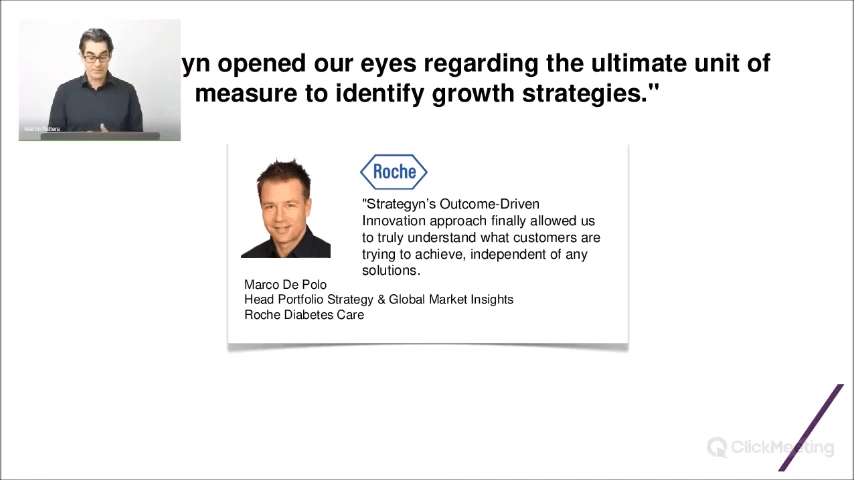 yn opened our eyes regarding the ultimate unit of
measure to identify growth strategies."
Roche
"Strategyn's Outcome-Driven
Innovation approach finally allowed us
to truly understand what customers are
trying to achieve, independent of any
solutions.
Marco De Polo
Head Portfolio Strategy & Global Market Insights
Roche Diabetes Care
ClickMeeting